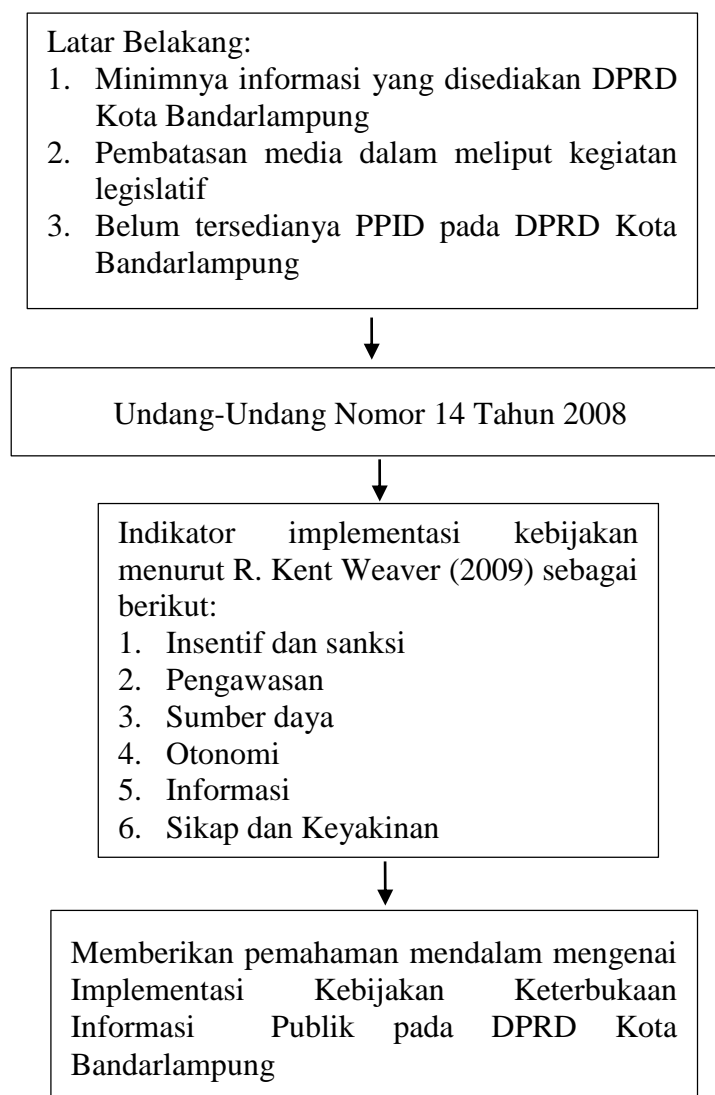 Latar Belakang:
1. Minimnya informasi yang disediakan DPRD
Kota Bandarlampung
2. Pembatasan media dalam meliput kegiatan
legislatif
3. Belum tersedianya PPID pada DPRD Kota
Bandarlampung
Undang-Undang Nomor 14 Tahun 2008
Indikator implementasi kebijakan
menurut R. Kent Weaver (2009) sebagai
berikut:
1. Insentif dan sanksi
2. Pengawasan
3. Sumber daya
4. Otonomi
5. Informasi
6. Sikap dan Keyakinan
Memberikan pemahaman mendalam mengenai
Implementasi Kebijakan Keterbukaan
Informasi Publik pada DPRD Kota
Bandarlampung